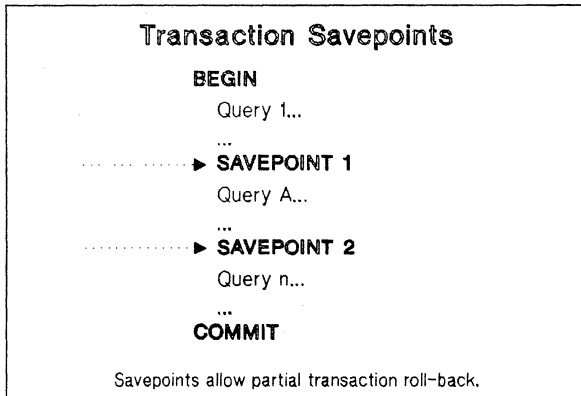 Transaction Savepoints
BEGIN
Query 1...
...
SAVEPOINT 1
Query A...
...
SAVEPOINT 2
Query n...
...
COMMIT
Savepoints allow partial transaction roll-back.